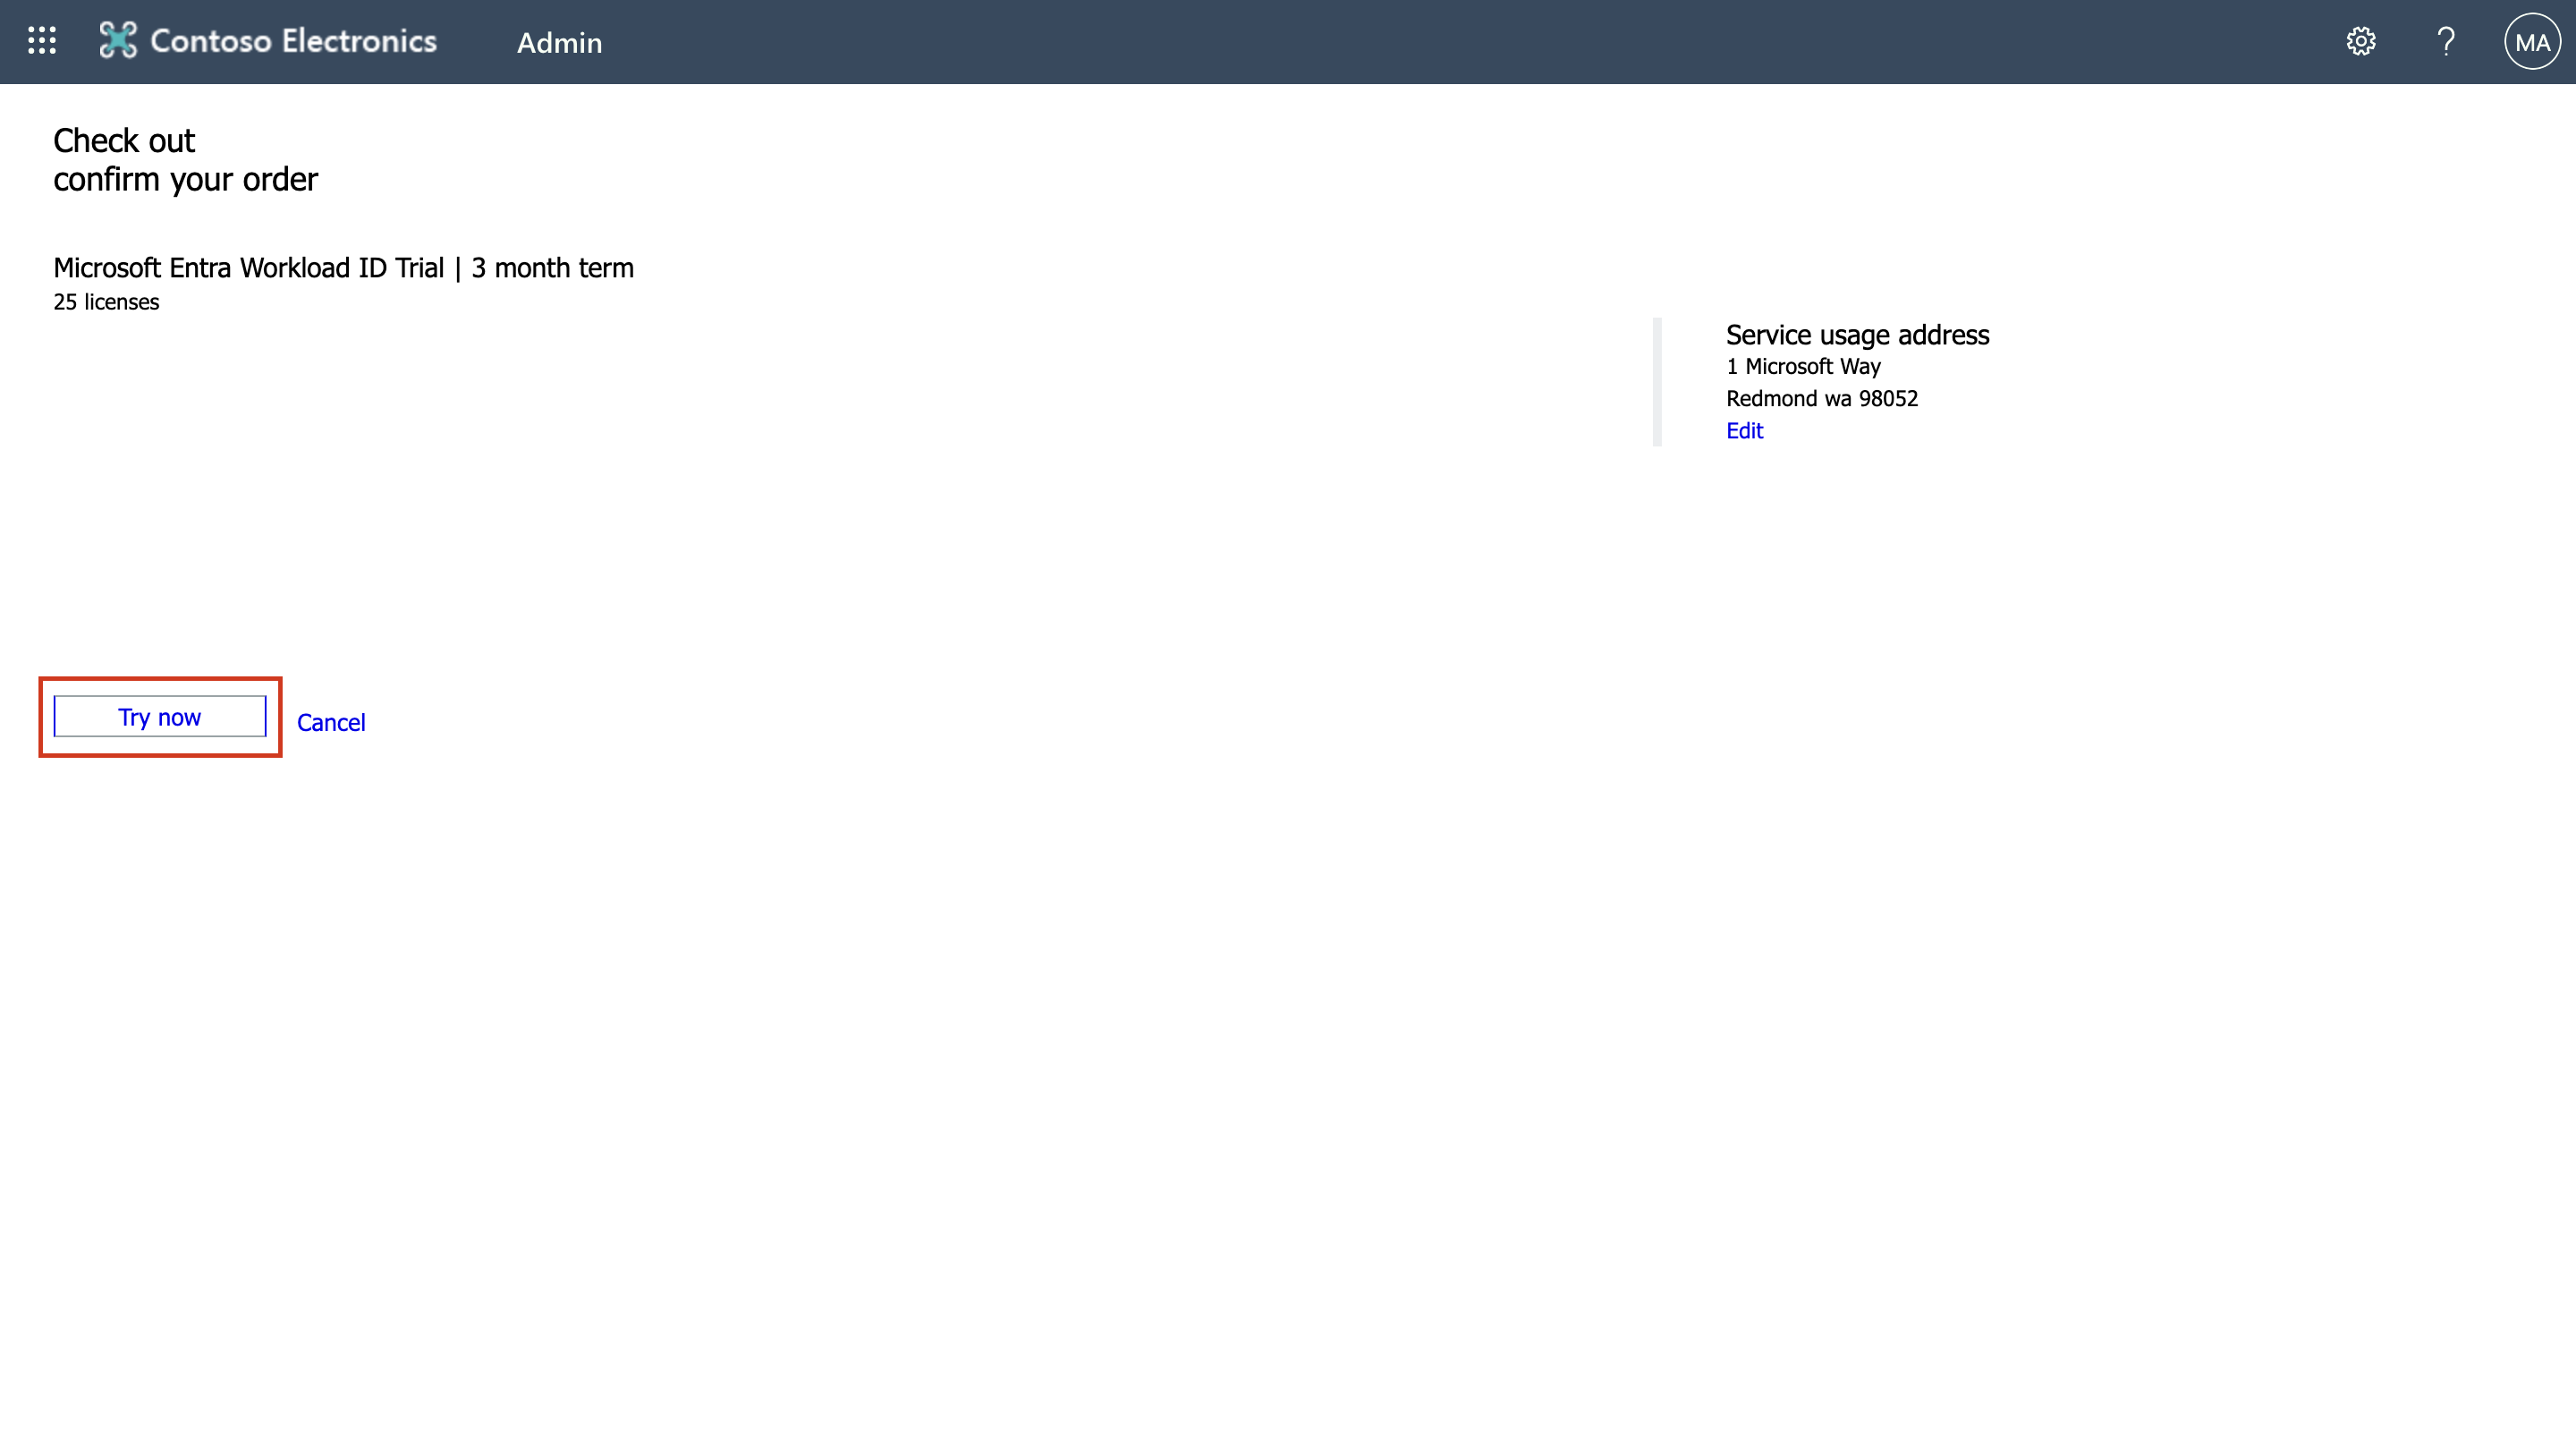 Contoso Electronics Admin ? MA
Check out
confirm your order
Microsoft Entra Workload ID Trial | 3 month term
25 licenses
Service usage address
1 Microsoft Way
Redmond wa 98052
Edit
Try now Cancel